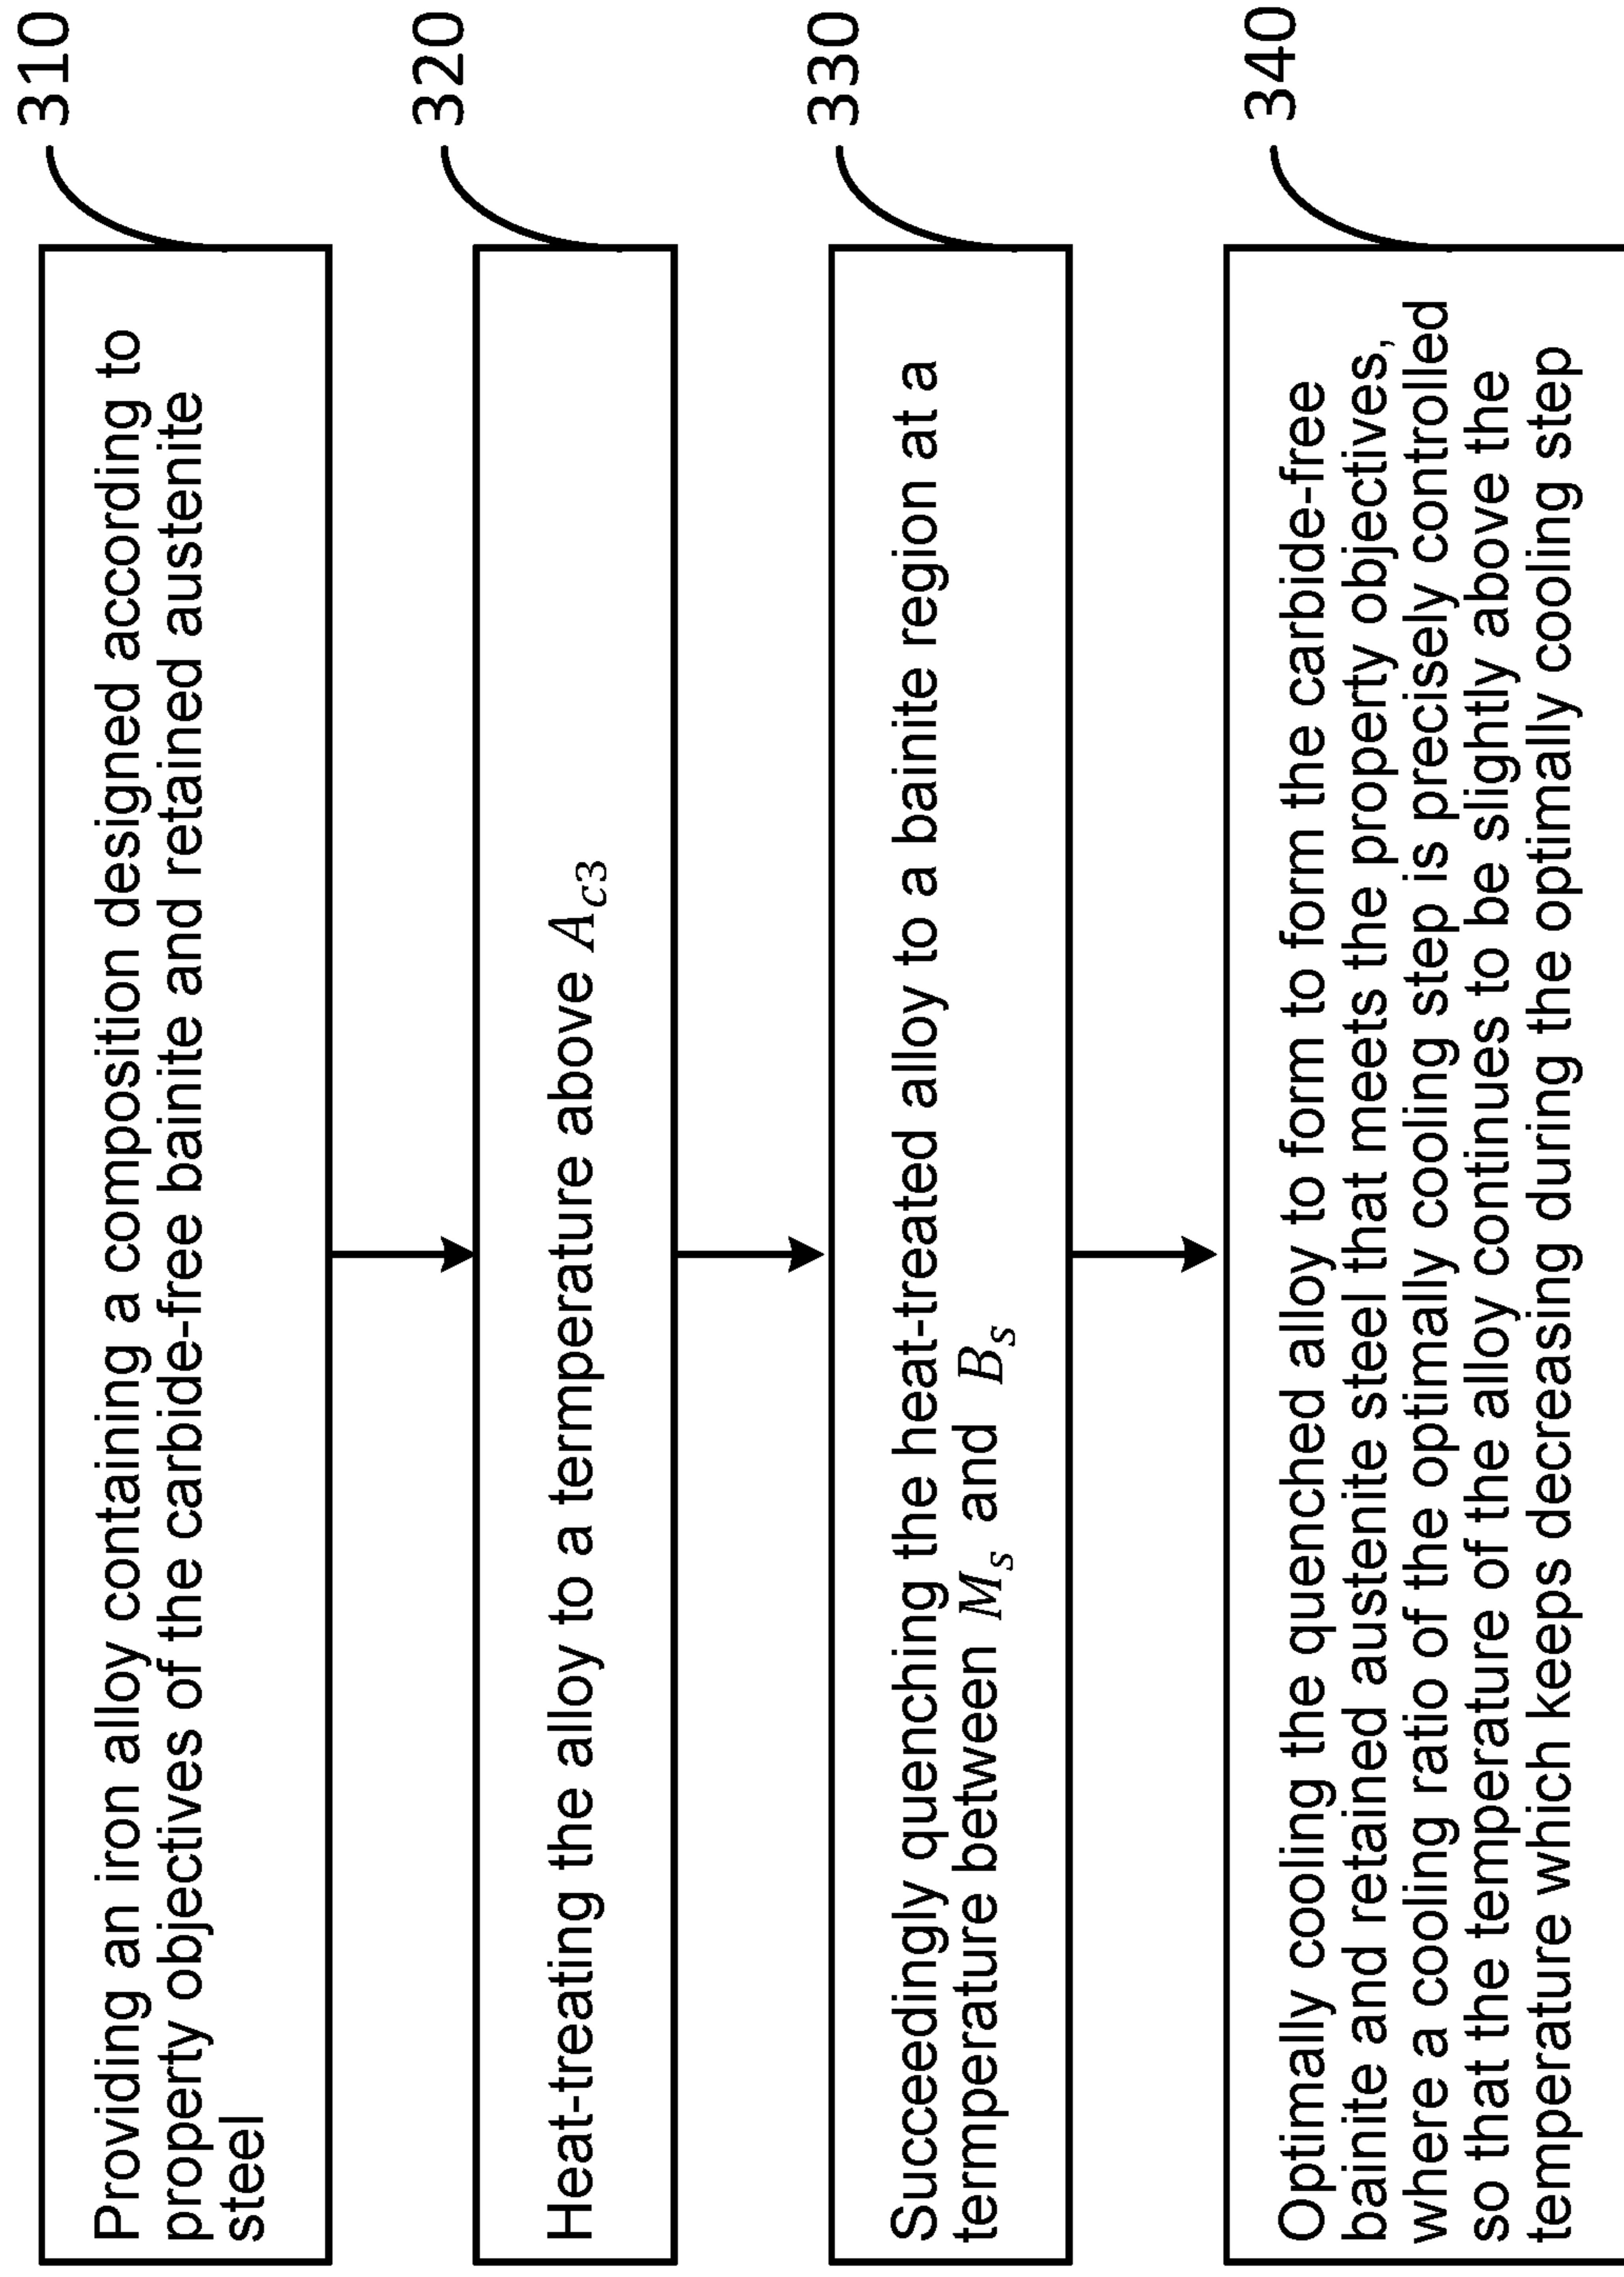 310
Providing an iron alloy containing a composition designed according to
property objectives of the carbide-free bainite and retained austenite
steel
320
Heat-treating the alloy to a termperature above A_{c3}
330
Succeedingly quenching the heat-treated alloy to a bainite region at a
termperature between M_s and B_s
340
Optimally cooling the quenched alloy to form to form the carbide-free
bainite and retained austenite steel that meets the property objectives,
where a cooling ratio of the optimally cooling step is precisely controlled
so that the temperature of the alloy continues to be slightly above the
temperature which keeps decreasing during the optimally cooling step